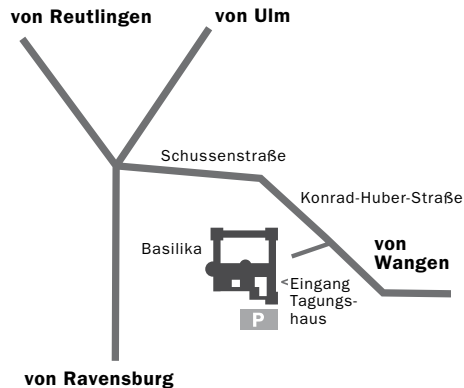 von Reutlingen
von Ulm
Schussenstraße
Konrad-Huber-Straße
Basilika
von
Wangen
<Eingang
Tagungs-
haus
P
von Ravensburg